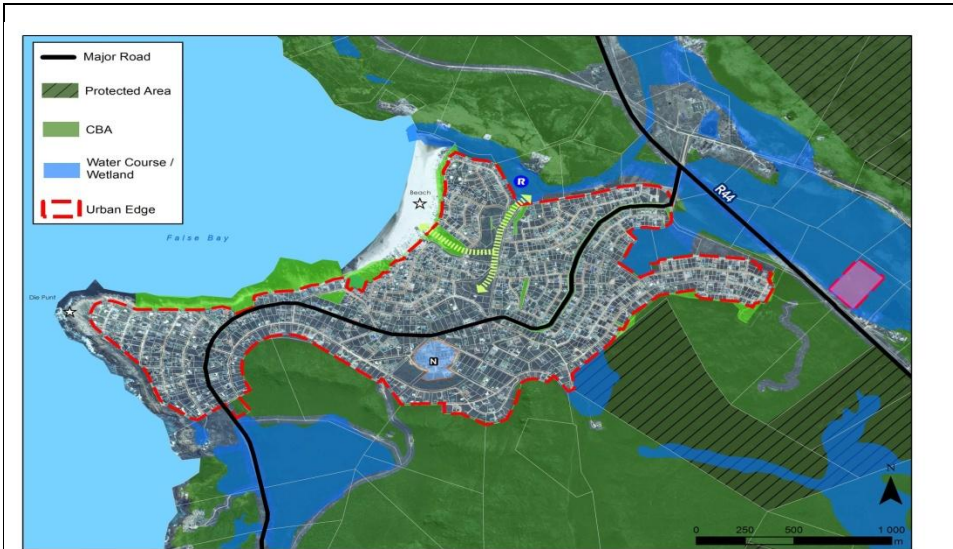 Major Road
Protected Area
CBA
Water Course /
Wetland
Urban Edge
R
Beach
R44
False Bay
Die Punt
N
N
0 250 500 1 000
m